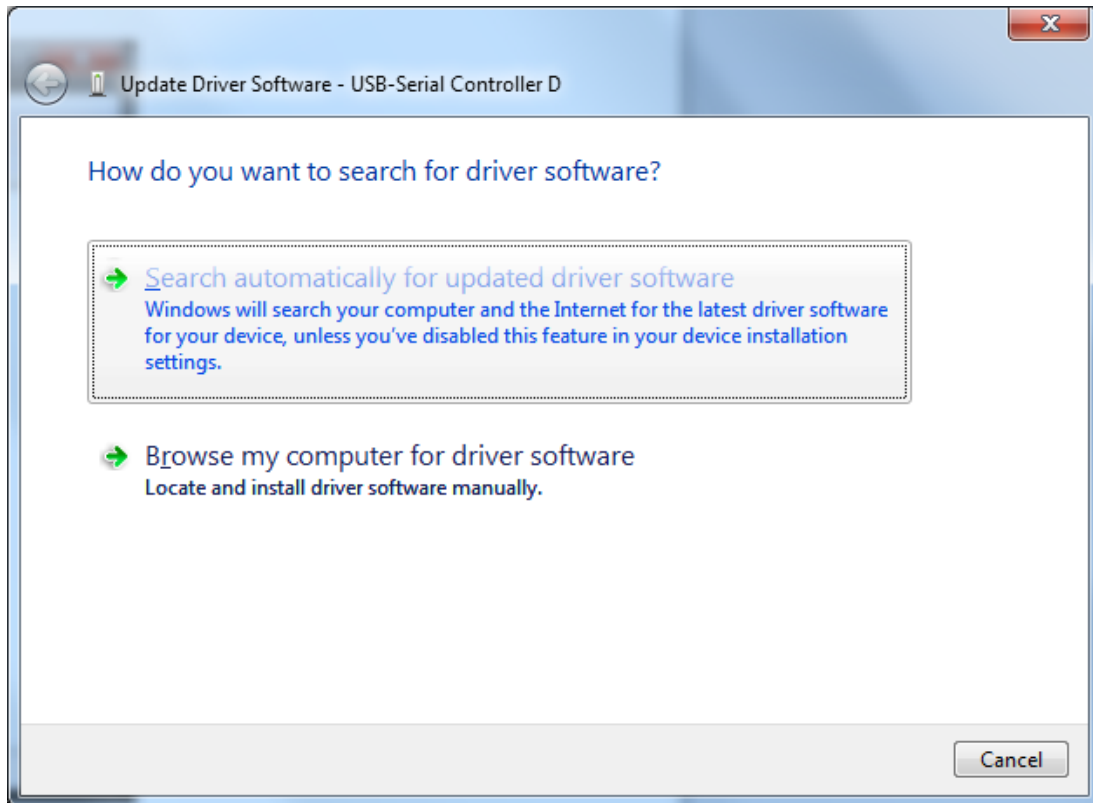 Update Driver Software - USB-Serial Controller D
How do you want to search for driver software?
Search automatically for updated driver software
Windows will search your computer and the Internet for the latest driver software
for your device, unless you've disabled this feature in your device installation
settings.
Browse my computer for driver software
Locate and install driver software manually.
Cancel